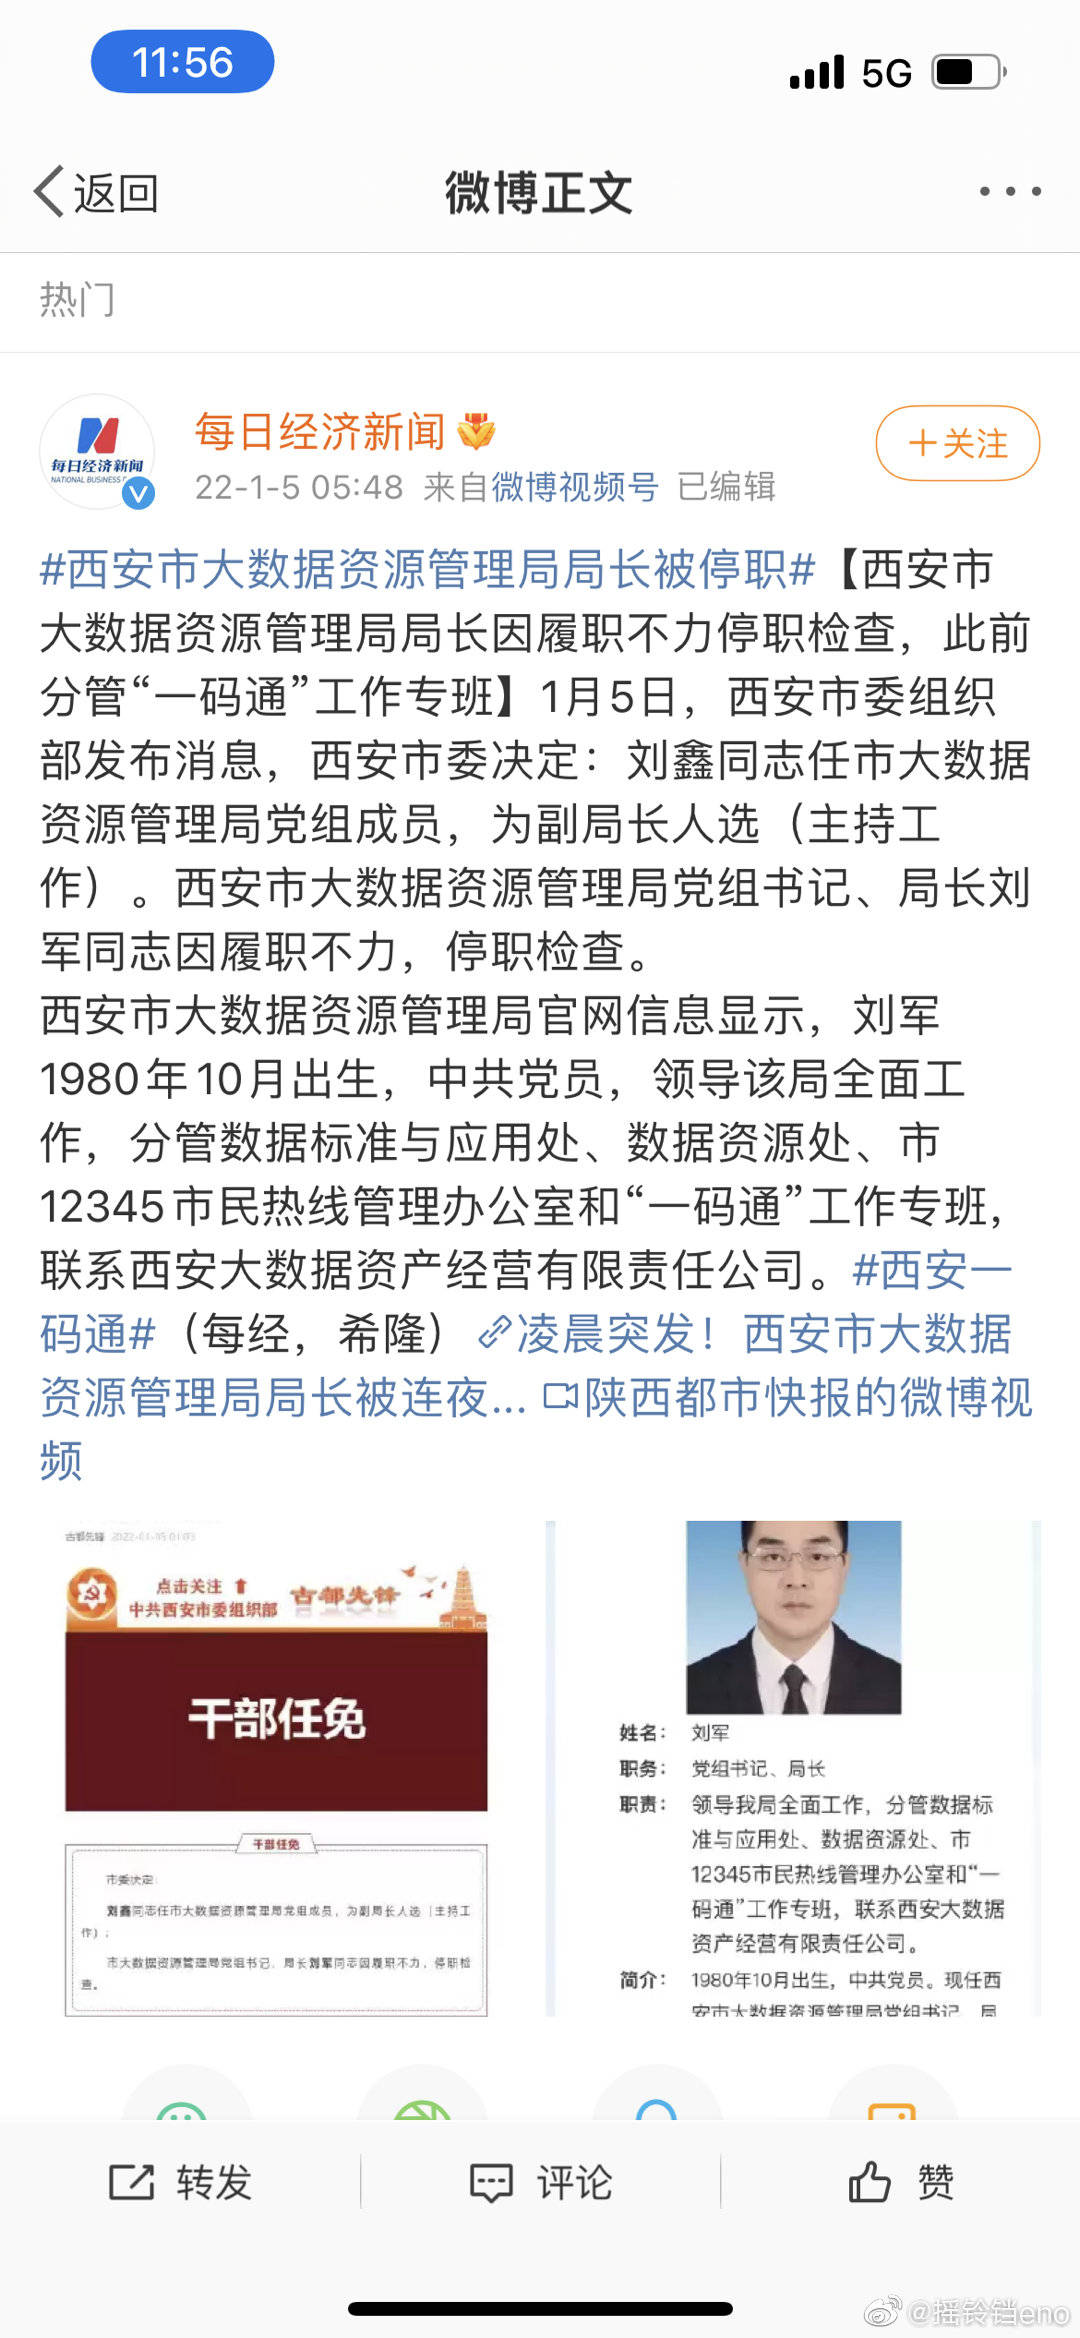 11:56
5G
返回
微博正文
热门
每日经济新闻
NATIONAL BUSINESS
每日经济新闻
+关注
22-1-5 05:48 来自微博视频号 已编辑
#西安市大数据资源管理局局长被停职#【西安市
大数据资源管理局局长因履职不力停职检查，此前
分管“一码通”工作专班】1月5日，西安市委组织
部发布消息，西安市委决定：刘鑫同志任市大数据
资源管理局党组成员，为副局长人选（主持工
作）。西安市大数据资源管理局党组书记、局长刘
军同志因履职不力，停职检查。
西安市大数据资源管理局官网信息显示，刘军
1980年10月出生，中共党员，领导该局全面工
作，分管数据标准与应用处、数据资源处、市
12345市民热线管理办公室和“一码通”工作专班，
联系西安大数据资产经营有限责任公司。#西安一
码通#（每经，希隆）凌晨突发！西安市大数据
资源管理局局长被连夜... 陕西都市快报的微博视
频
古都先锋 2022-01-05 01:03
点击关注
中共西安市委组织部
古都先锋
干部任免
干部任免
市委决定:
刘鑫同志任市大数据资源管理局党组成员，为副局长人选（主持工
作）；
市大数据资源管理局党组书记、局长刘军同志因履职不力，停职检
查。
姓名： 刘军
职务： 党组书记、局长
职责： 领导我局全面工作，分管数据标
准与应用处、数据资源处、市
12345市民热线管理办公室和“一
码通”工作专班，联系西安大数据
资产经营有限责任公司。
简介： 1980年10月出生，中共党员。现任西
安市大数据资源管理局党组书记、局
转发
评论
赞
@摇铃铛eno